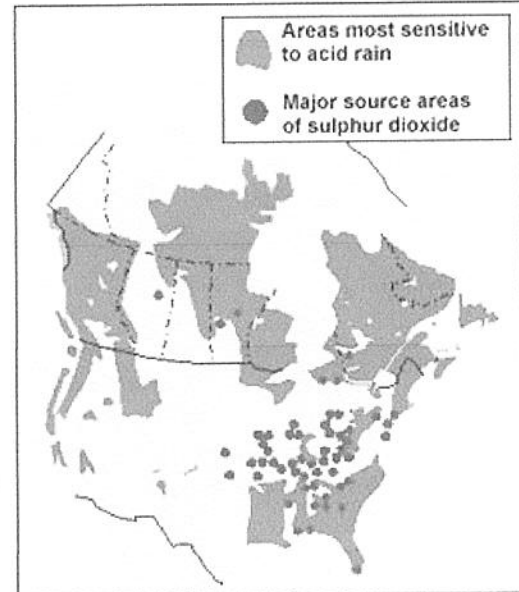 Areas most sensitive
to acid rain
Major source areas
of sulphur dioxide